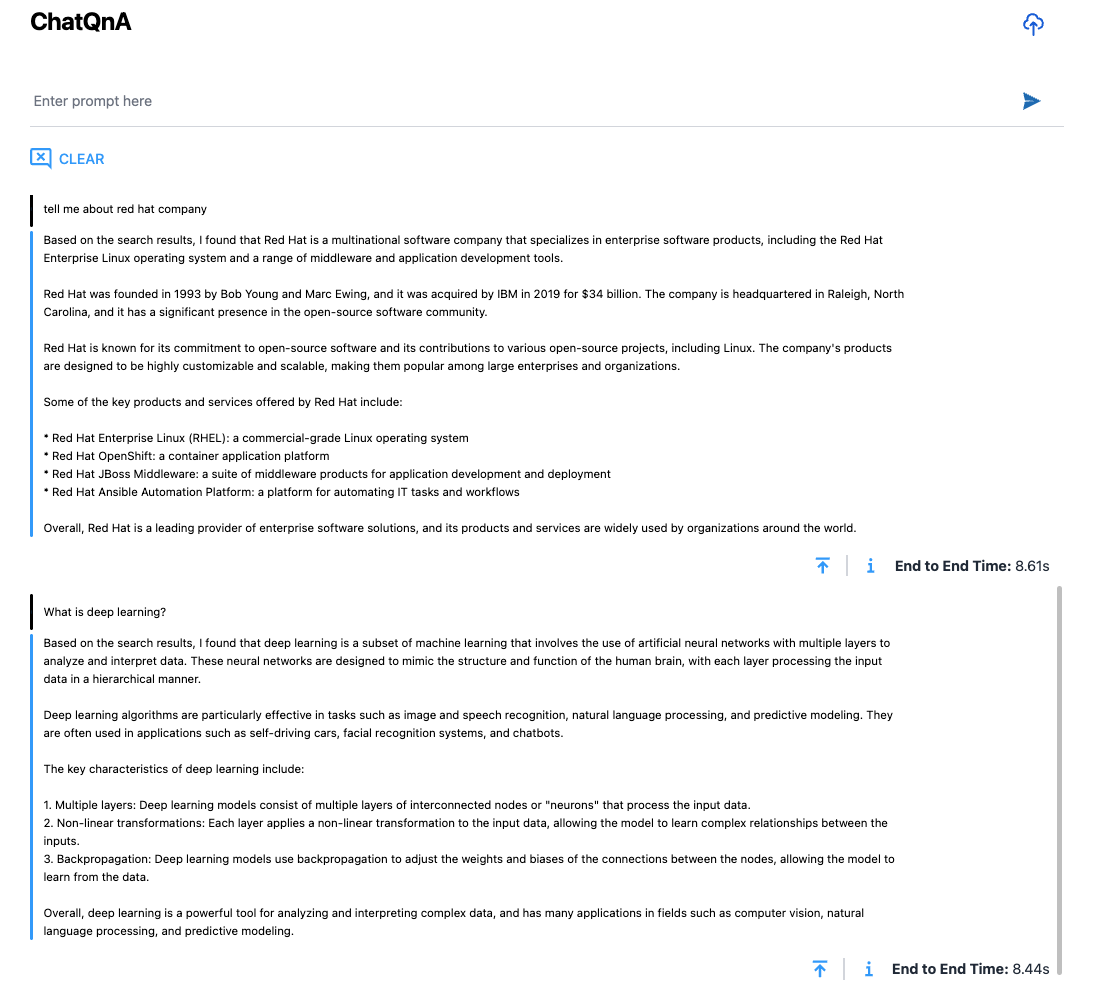 ChatQnA
Enter prompt here
CLEAR
tell me about red hat company
Based on the search results, I found that Red Hat is a multinational software company that specializes in enterprise software products, including the Red Hat
Enterprise Linux operating system and a range of middleware and application development tools.
Red Hat was founded in 1993 by Bob Young and Marc Ewing, and it was acquired by IBM in 2019 for $34 billion. The company is headquartered in Raleigh, North
Carolina, and it has a significant presence in the open-source software community.
Red Hat is known for its commitment to open-source software and its contributions to various open-source projects, including Linux. The company's products
are designed to be highly customizable and scalable, making them popular among large enterprises and organizations.
Some of the key products and services offered by Red Hat include:
* Red Hat Enterprise Linux (RHEL): a commercial-grade Linux operating system
* Red Hat OpenShift: a container application platform
* Red Hat JBoss Middleware: a suite of middleware products for application development and deployment
* Red Hat Ansible Automation Platform: a platform for automating IT tasks and workflows
Overall, Red Hat is a leading provider of enterprise software solutions, and its products and services are widely used by organizations around the world.
End to End Time: 8.61s
What is deep learning?
Based on the search results, I found that deep learning is a subset of machine learning that involves the use of artificial neural networks with multiple layers to
analyze and interpret data. These neural networks are designed to mimic the structure and function of the human brain, with each layer processing the input
data in a hierarchical manner.
Deep learning algorithms are particularly effective in tasks such as image and speech recognition, natural language processing, and predictive modeling. They
are often used in applications such as self-driving cars, facial recognition systems, and chatbots.
The key characteristics of deep learning include:
1. Multiple layers: Deep learning models consist of multiple layers of interconnected nodes or "neurons" that process the input data.
2. Non-linear transformations: Each layer applies a non-linear transformation to the input data, allowing the model to learn complex relationships between the
inputs.
3. Backpropagation: Deep learning models use backpropagation to adjust the weights and biases of the connections between the nodes, allowing the model to
learn from the data.
Overall, deep learning is a powerful tool for analyzing and interpreting complex data, and has many applications in fields such as computer vision, natural
language processing, and predictive modeling.
End to End Time: 8.44s